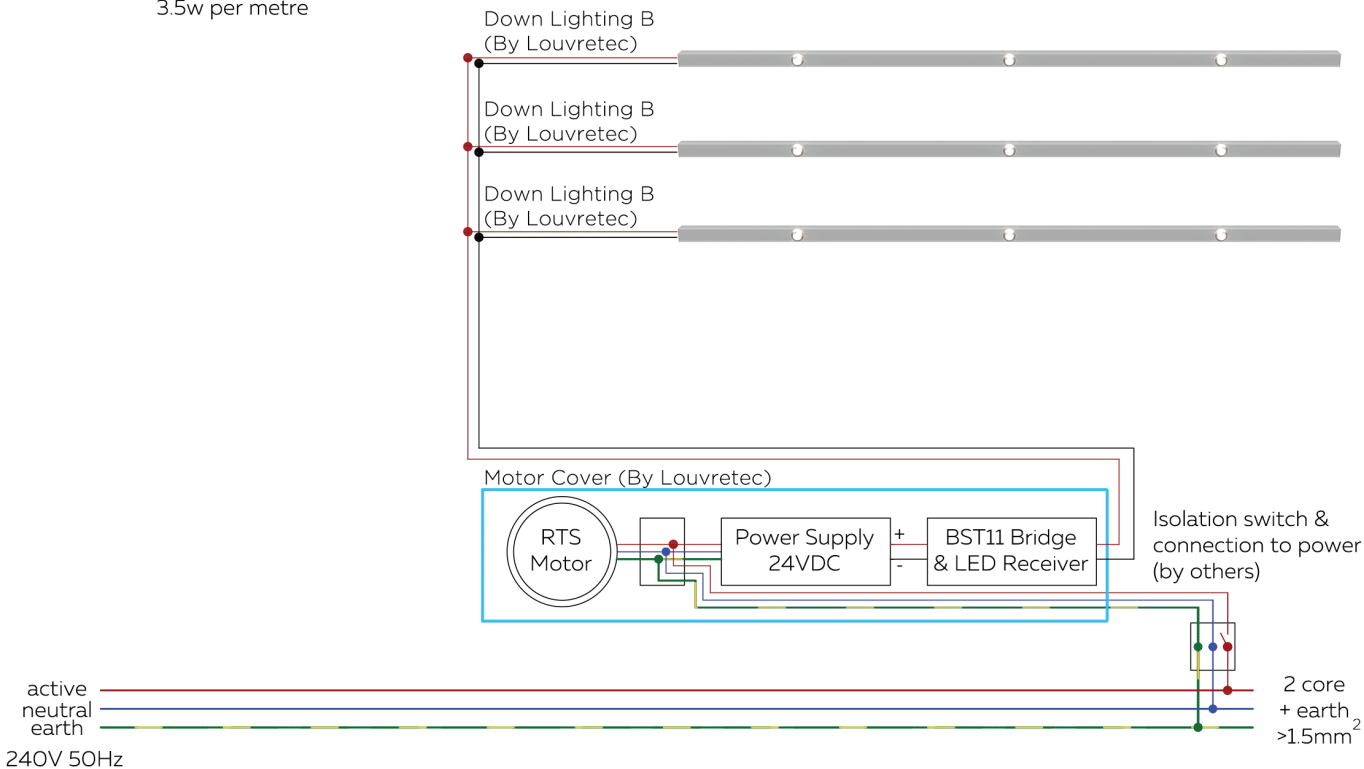 3.5w per metre
Down Lighting B
(By Louvretec)
Down Lighting B
(By Louvretec)
Down Lighting B
(By Louvretec)
Motor Cover (By Louvretec)
RTS
Motor
Power Supply
24VDC
+
-
BST11 Bridge
& LED Receiver
Isolation switch &
connection to power
(by others)
active
neutral
earth
240V 50Hz
2 core
+ earth
>1.5mm²